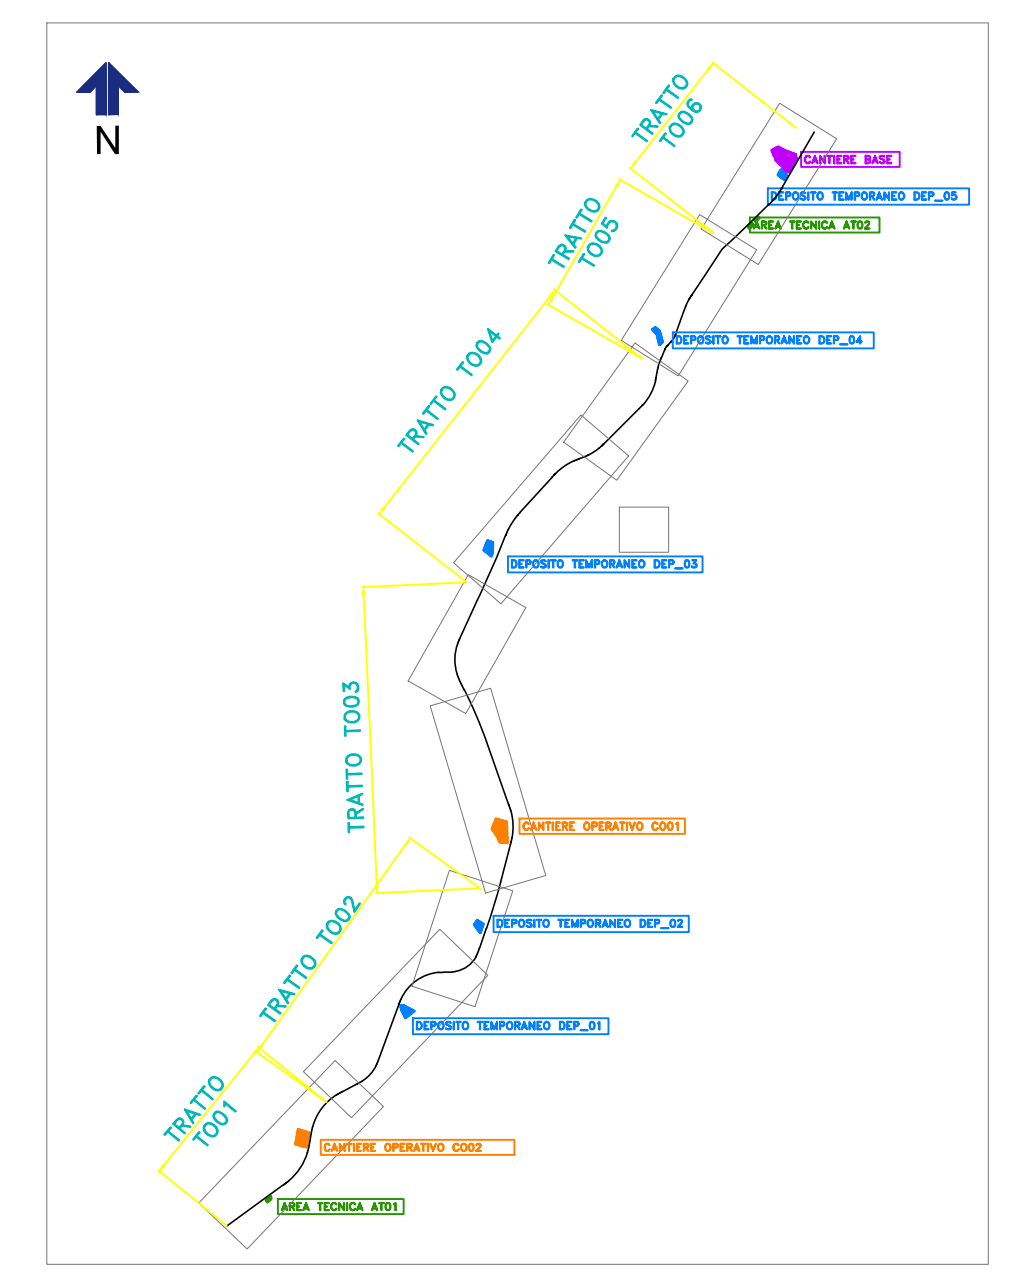 N
TRATTO
TO06
CANTIERE BASE
DEPOSITO TEMPORANEO DEP_05
AREA TECNICA AT02
TRATTO
TO05
DEPOSITO TEMPORANEO DEP_04
TRATTO TO04
DEPOSITO TEMPORANEO DEP_03
TRATTO TO03
CANTIERE OPERATIVO CO01
TRATTO TO02
DEPOSITO TEMPORANEO DEP_02
DEPOSITO TEMPORANEO DEP_01
TRATTO
TO01
CANTIERE OPERATIVO CO02
AREA TECNICA AT01